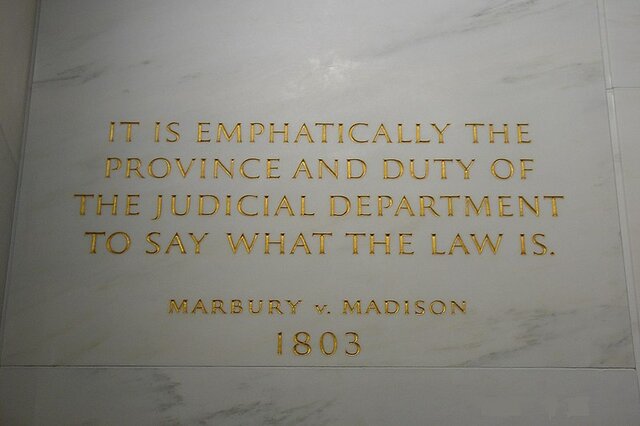 IT IS EMPHATICALLY THE
PROVINCE AND DUTY OF
THE JUDICIAL DEPARTMENT
TO SAY WHAT THE LAW IS.
MARBURY v. MADISON
1803